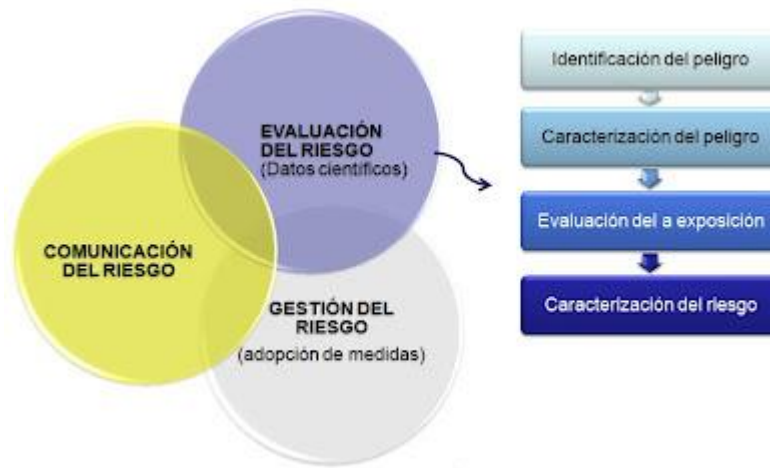 EVALUACIÓN
DEL RIESGO
(Datos científicos)
COMUNICACIÓN
DEL RIESGO
GESTIÓN DEL
RIESGO
(adopción de medidas)
Identificación del peligro
Caracterización del peligro
Evaluación del a exposición
Caracterización del riesgo